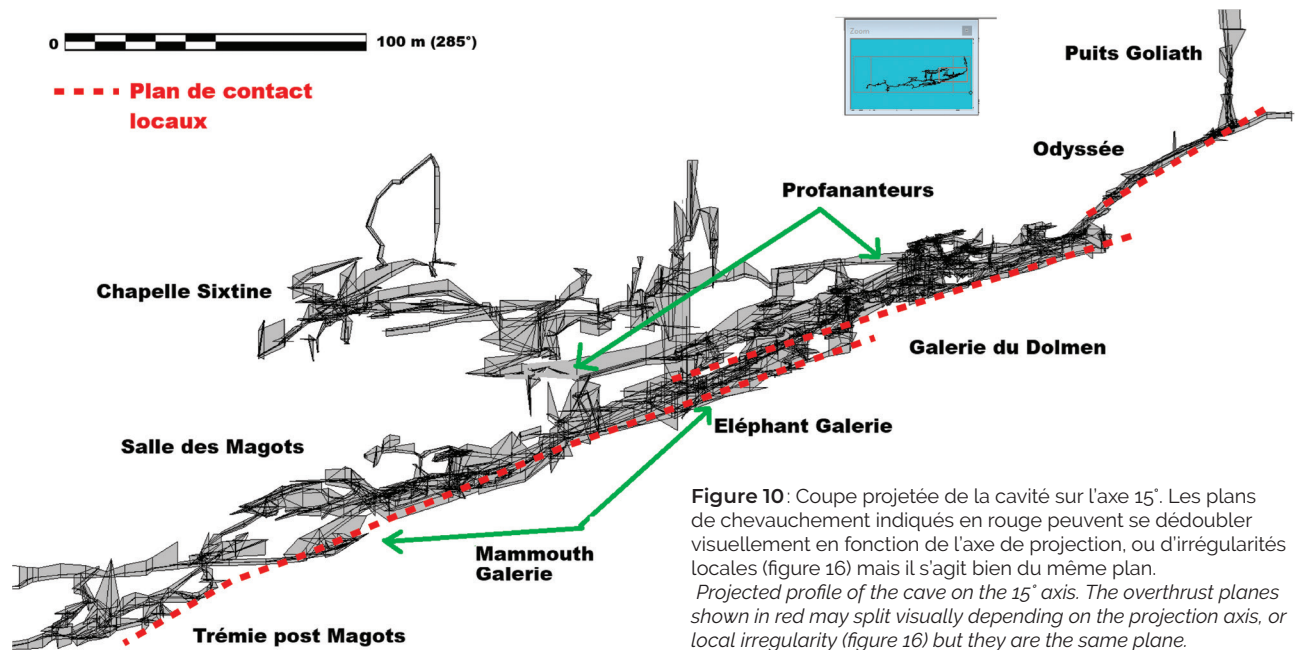 0 100 m (285°)
Plan de contact
locaux
Zoom
Puits Goliath
Odyssée
Profananteurs
Chapelle Sixtine
Galerie du Dolmen
Eléphant Galerie
Salle des Magots
Mammouth
Galerie
Trémie post Magots
Figure 10 : Coupe projetée de la cavité sur l'axe 15°. Les plans
de chevauchement indiqués en rouge peuvent se dédoubler
visuellement en fonction de l'axe de projection, ou d'irrégularités
locales (figure 16) mais il s'agit bien du même plan.
Projected profile of the cave on the 15° axis. The overthrust planes
shown in red may split visually depending on the projection axis, or
local irregularity (figure 16) but they are the same plane.